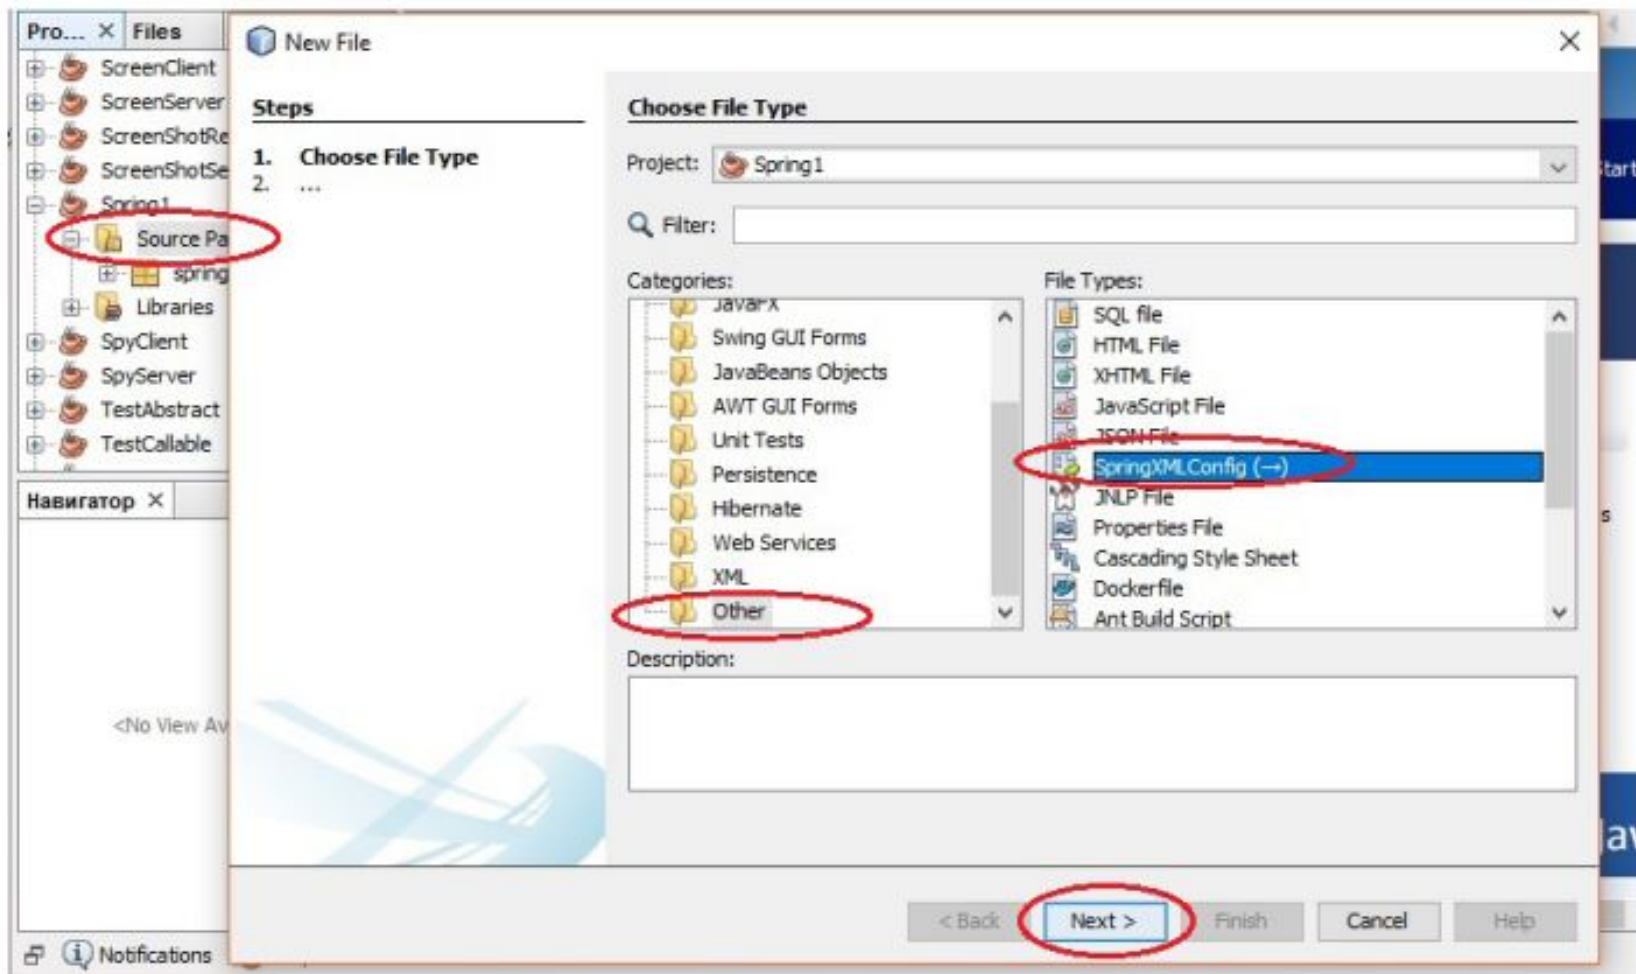 Pro... Files
ScreenClient
ScreenServer
ScreenShotRe
ScreenShotSe
Spring1
Source Pa
spring
Libraries
SpyClient
SpyServer
TestAbstract
TestCallable
Навигатор
<No View Av
Notifications
New File
Steps
1. Choose File Type
2. ...
Choose File Type
Project: Spring1
Filter:
Categories:
JavaFX
Swing GUI Forms
JavaBeans Objects
AWT GUI Forms
Unit Tests
Persistence
Hibernate
Web Services
XML
Other
File Types:
SQL file
HTML File
XHTML File
JavaScript File
JSON File
SpringXMLConfig (→)
JNLP File
Properties File
Cascading Style Sheet
Dockerfile
Ant Build Script
Description:
< Back Next > Finish Cancel Help
tart
s
av